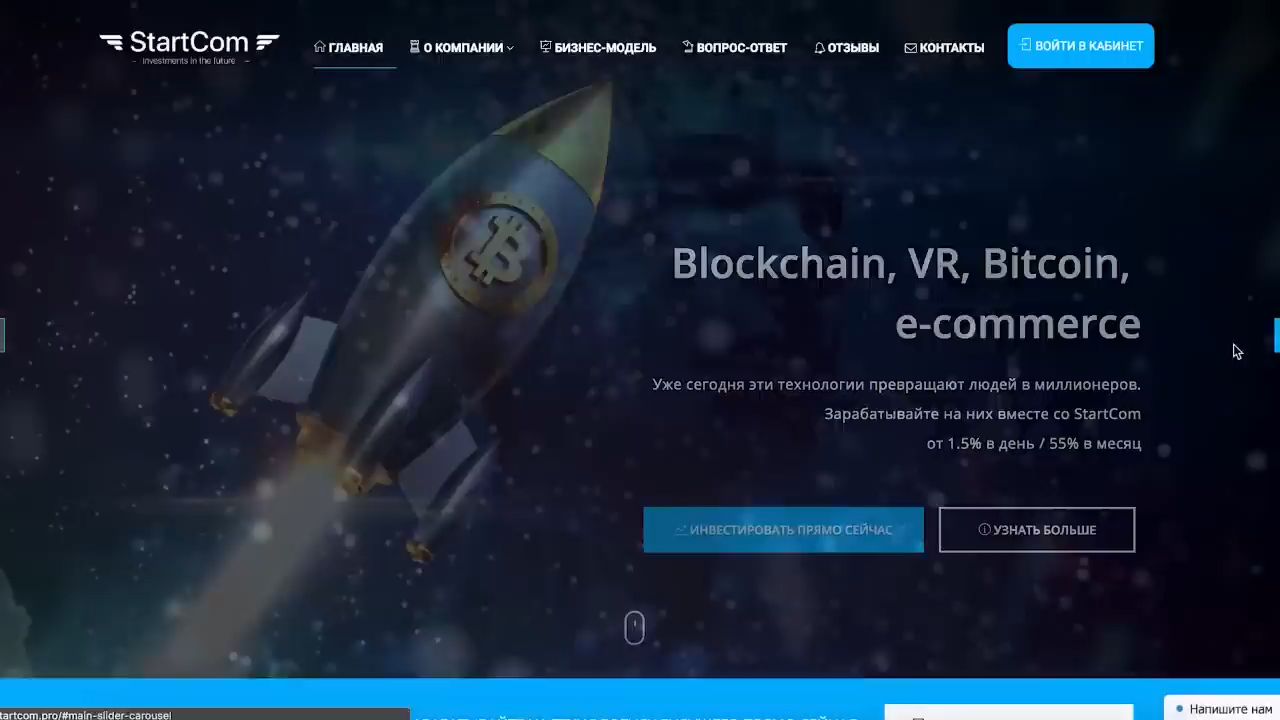 StartCom
investments in the future
ГЛАВНАЯ
О КОМПАНИИ
БИЗНЕС-МОДЕЛЬ
ВОПРОС-ОТВЕТ
ОТЗЫВЫ
КОНТАКТЫ
ВОЙТИ В КАБИНЕТ
Blockchain, VR, Bitcoin,
e-commerce
Уже сегодня эти технологии превращают людей в миллионеров.
Зарабатывайте на них вместе со StartCom
от 1.5% в день / 55% в месяц
ИНВЕСТИРОВАТЬ ПРЯМО СЕЙЧАС
УЗНАТЬ БОЛЬШЕ
tartcom.pro/#main-slider-carousel
Напишите нам